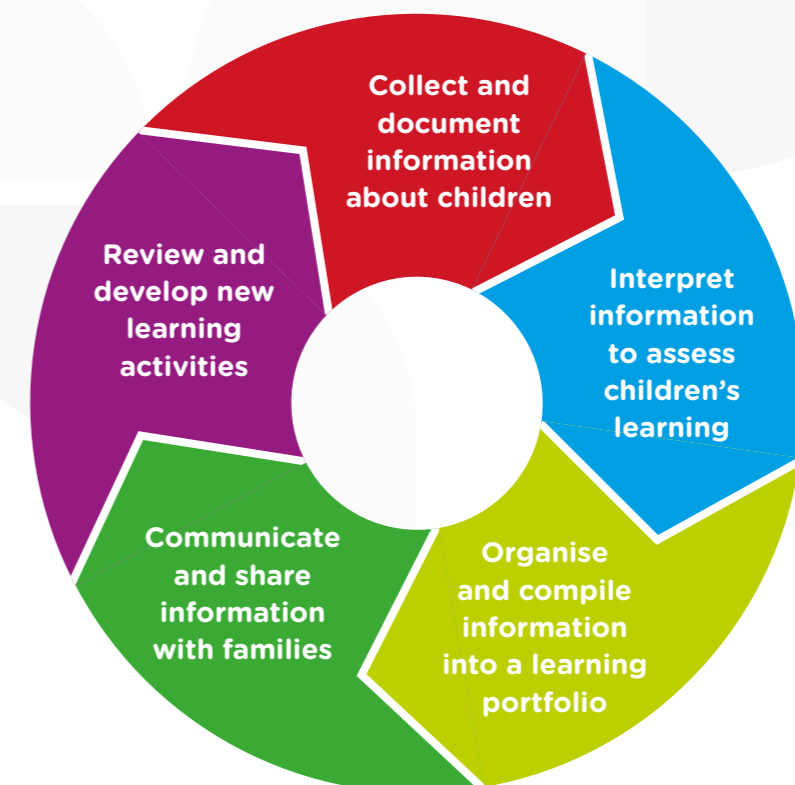 Collect and
document
information
about children
Interpret
information
to assess
children's
learning
Organise
and compile
information
into a learning
portfolio
Communicate
and share
information
with families
Review and
develop new
learning
activities